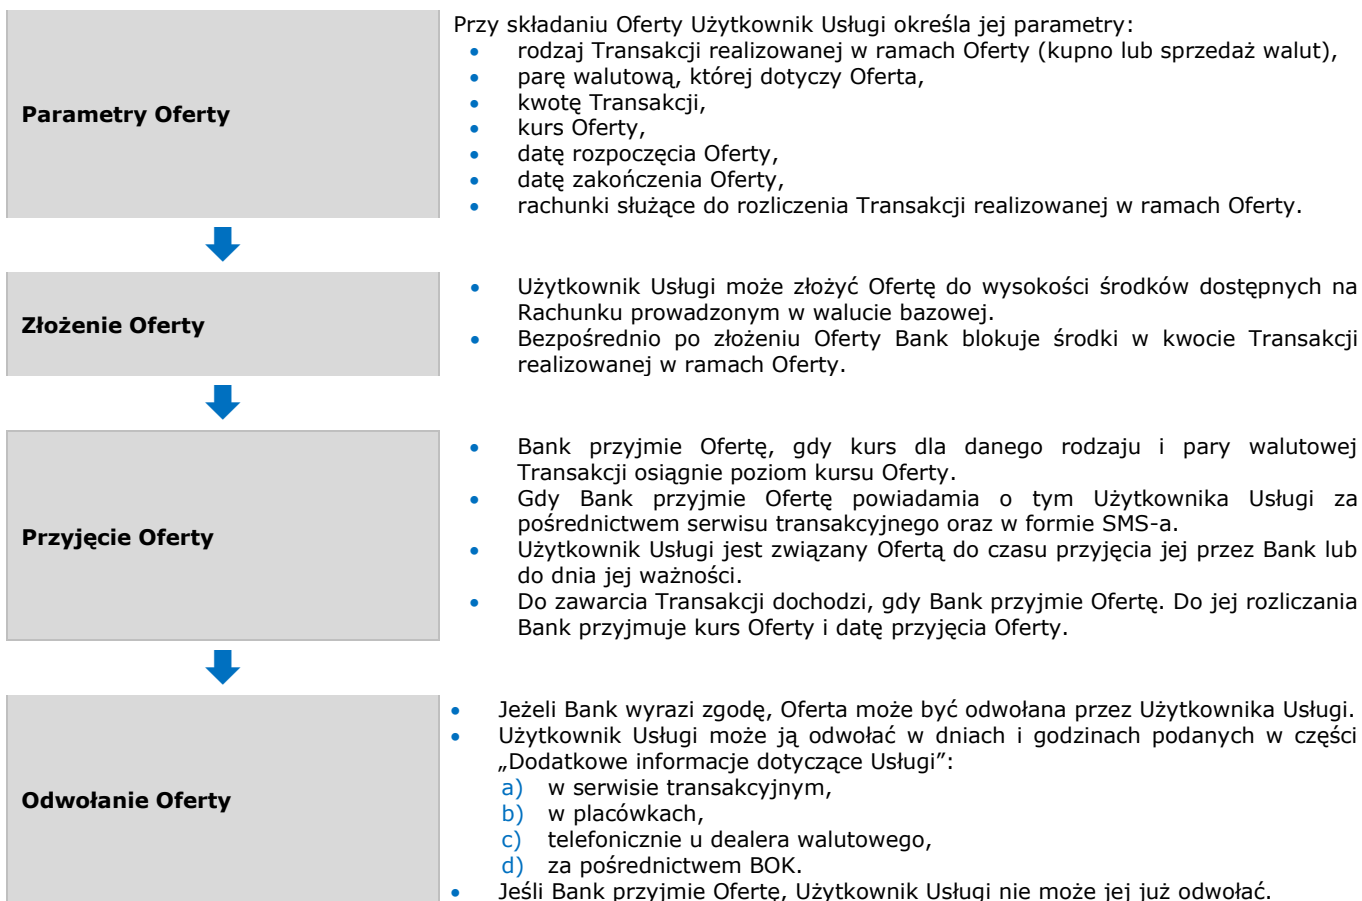 Parametry Oferty
Przy składaniu Oferty Użytkownik Usługi określa jej parametry:
• rodzaj Transakcji realizowanej w ramach Oferty (kupno lub sprzedaż walut),
• parę walutową, której dotyczy Oferta,
• kwotę Transakcji,
• kurs Oferty,
• datę rozpoczęcia Oferty,
• datę zakończenia Oferty,
• rachunki służące do rozliczenia Transakcji realizowanej w ramach Oferty.
Złożenie Oferty
• Użytkownik Usługi może złożyć Ofertę do wysokości środków dostępnych na
Rachunku prowadzonym w walucie bazowej.
• Bezpośrednio po złożeniu Oferty Bank blokuje środki w kwocie Transakcji
realizowanej w ramach Oferty.
Przyjęcie Oferty
• Bank przyjmie Ofertę, gdy kurs dla danego rodzaju i pary walutowej
Transakcji osiągnie poziom kursu Oferty.
• Gdy Bank przyjmie Ofertę powiadamia o tym Użytkownika Usługi za
pośrednictwem serwisu transakcyjnego oraz w formie SMS-a.
• Użytkownik Usługi jest związany Ofertą do czasu przyjęcia jej przez Bank lub
do dnia jej ważności.
• Do zawarcia Transakcji dochodzi, gdy Bank przyjmie Ofertę. Do jej rozliczania
Bank przyjmuje kurs Oferty i datę przyjęcia Oferty.
Odwołanie Oferty
• Jeżeli Bank wyrazi zgodę, Oferta może być odwołana przez Użytkownika Usługi.
• Użytkownik Usługi może ją odwołać w dniach i godzinach podanych w części
„Dodatkowe informacje dotyczące Usługi”:
a) w serwisie transakcyjnym,
b) w placówkach,
c) telefonicznie u dealera walutowego,
d) za pośrednictwem BOK.
• Jeśli Bank przyjmie Ofertę, Użytkownik Usługi nie może jej już odwołać.